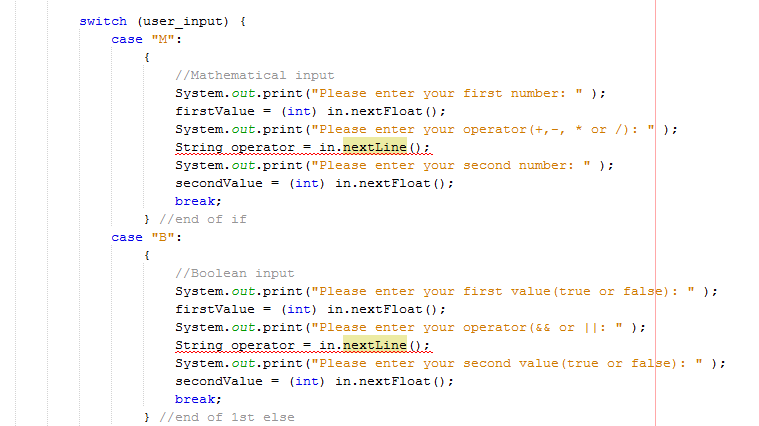 switch (user_input) {
case "M":
{
//Mathematical input
System.out.print("Please enter your first number: " );
firstValue = (int) in.nextFloat();
System.out.print("Please enter your operator(+,-, * or /): " );
String operator = in.nextLine();
System.out.print("Please enter your second number: " );
secondValue = (int) in.nextFloat();
break;
} //end of if
case "B":
{
//Boolean input
System.out.print("Please enter your first value(true or false): " );
firstValue = (int) in.nextFloat();
System.out.print("Please enter your operator(&& or ||: " );
String operator = in.nextLine();
System.out.print("Please enter your second value(true or false): " );
secondValue = (int) in.nextFloat();
break;
} //end of 1st else